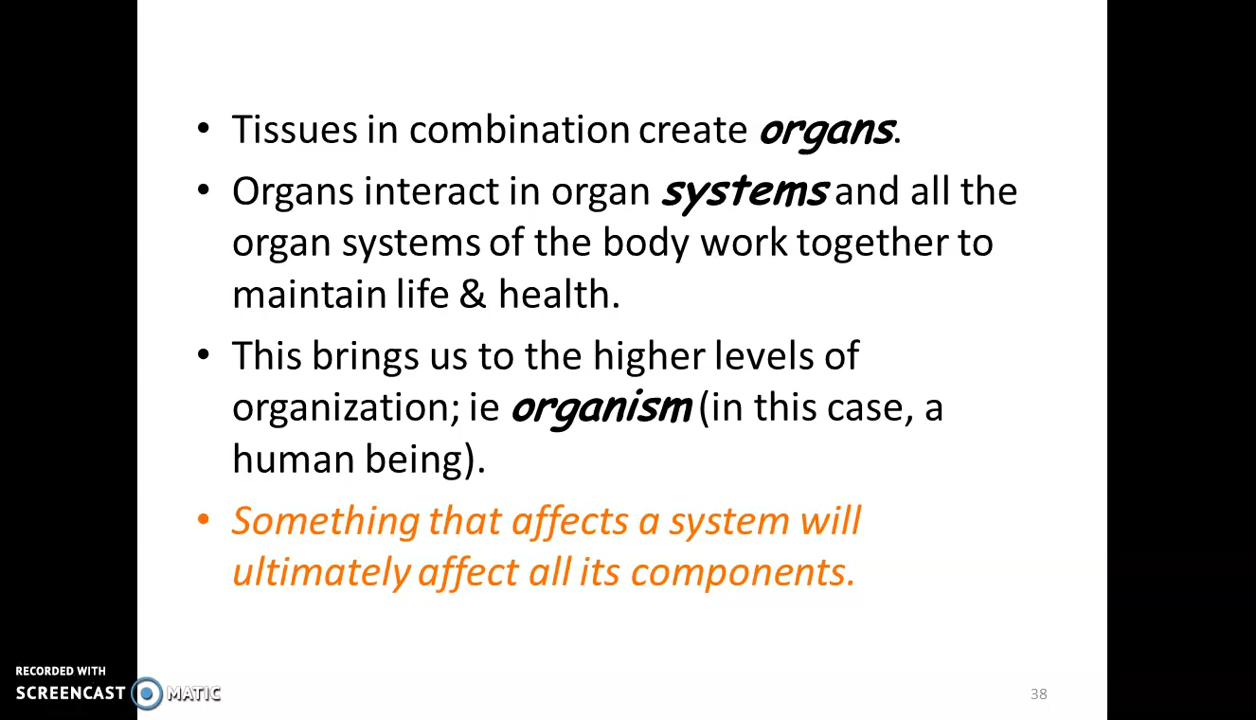 • Tissues in combination create organs.
• Organs interact in organ systems and all the
organ systems of the body work together to
maintain life & health.
• This brings us to the higher levels of
organization; ie organism (in this case, a
human being).
• Something that affects a system will
ultimately affect all its components.
RECORDED WITH
SCREENCAST MATIC
38